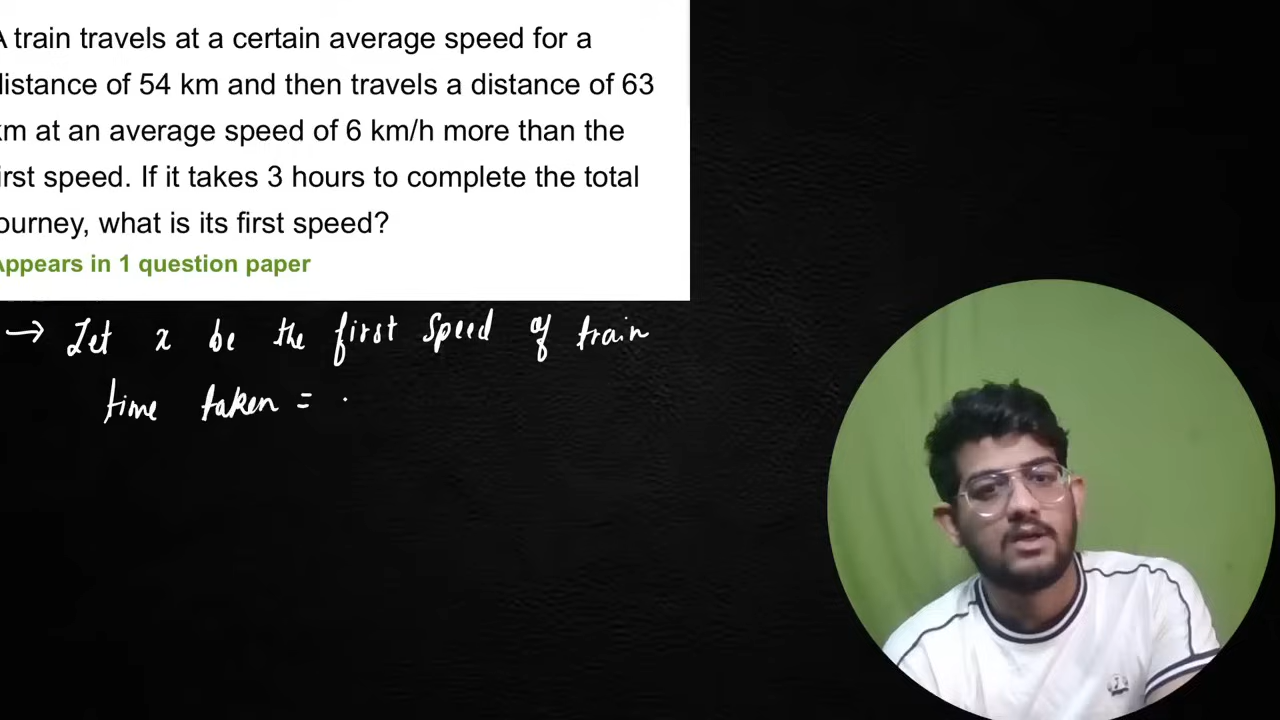 A train travels at a certain average speed for a
distance of 54 km and then travels a distance of 63
km at an average speed of 6 km/h more than the
first speed. If it takes 3 hours to complete the total
journey, what is its first speed?
Appears in 1 question paper
→ Let x be the first speed of train
time taken =